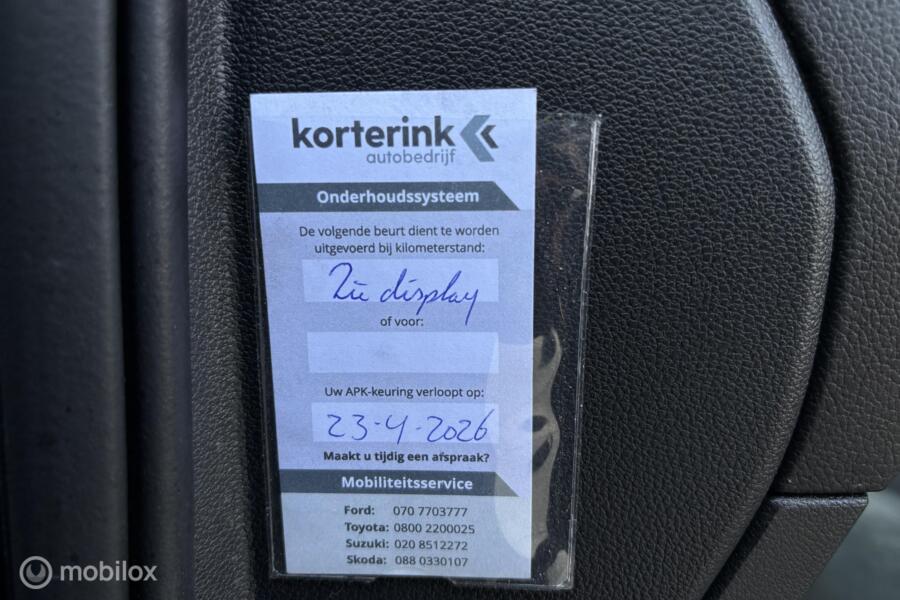 korterink
autobedrijf
Onderhoudssysteem
De volgende beurt dient te worden
uitgevoerd bij kilometerstand:
Zie display
of voor:
Uw APK-keuring verloopt op:
23-4-2026
Maakt u tijdig een afspraak?
Mobiliteitsservice
Ford: 070 7703777
Toyota: 0800 2200025
Suzuki: 020 8512272
Skoda: 088 0330107
mobilox